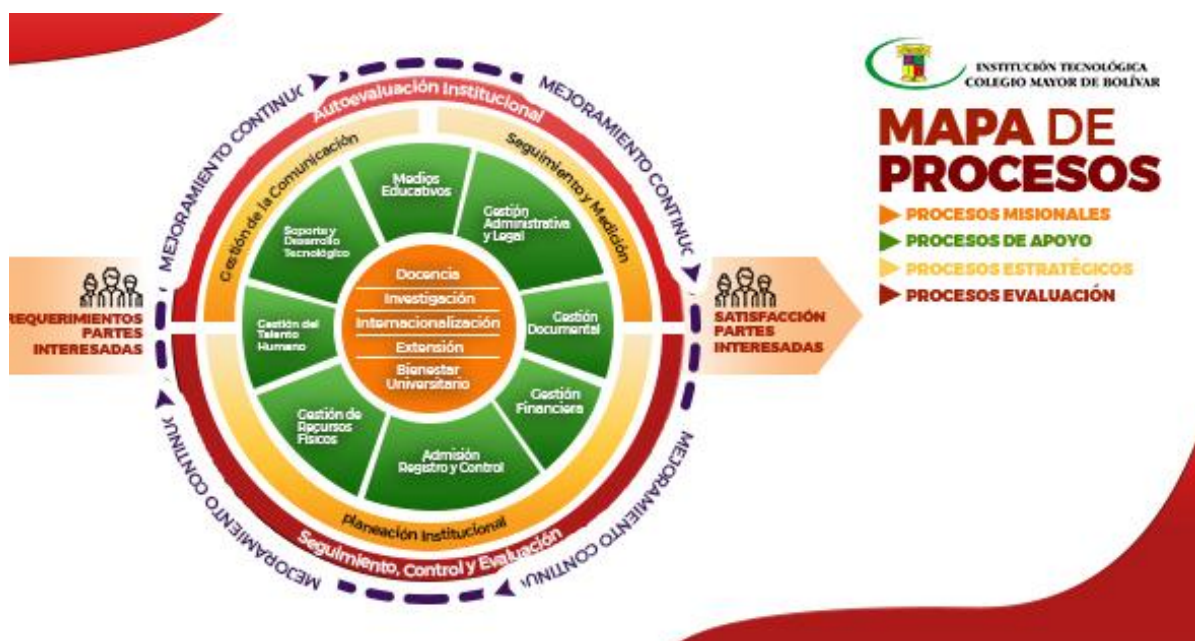 INSTITUCIÓN TECNOLÓGICA
COLEGIO MAYOR DE BOLÍVAR
MAPA DE
PROCESOS
PROCESOS MISIONALES
PROCESOS DE APOYO
PROCESOS ESTRATÉGICOS
PROCESOS EVALUACIÓN
MEJORAMIENTO CONTINUO
MEJORAMIENTO CONTINUO
MEJORAMIENTO CONTINUO
MEJORAMIENTO CONTINUO
Autoevaluación Institucional
Gestión de la Comunicación
Seguimiento y Medición
Medios
Educativos
Gestión
Administrativa
y Legal
Soporte y
Desarrollo
Tecnológico
Gestión del
Talento
Humano
Gestión
Documental
Gestión
Financiera
Gestión de
Recursos
Físicos
Admisión
Registro y Control
Docencia
Investigación
Internacionalización
Extensión
Bienestar
Universitario
planeación Institucional
Seguimiento, Control y Evaluación
REQUERIMIENTOS
PARTES
INTERESADAS
SATISFACCIÓN
PARTES
INTERESADAS